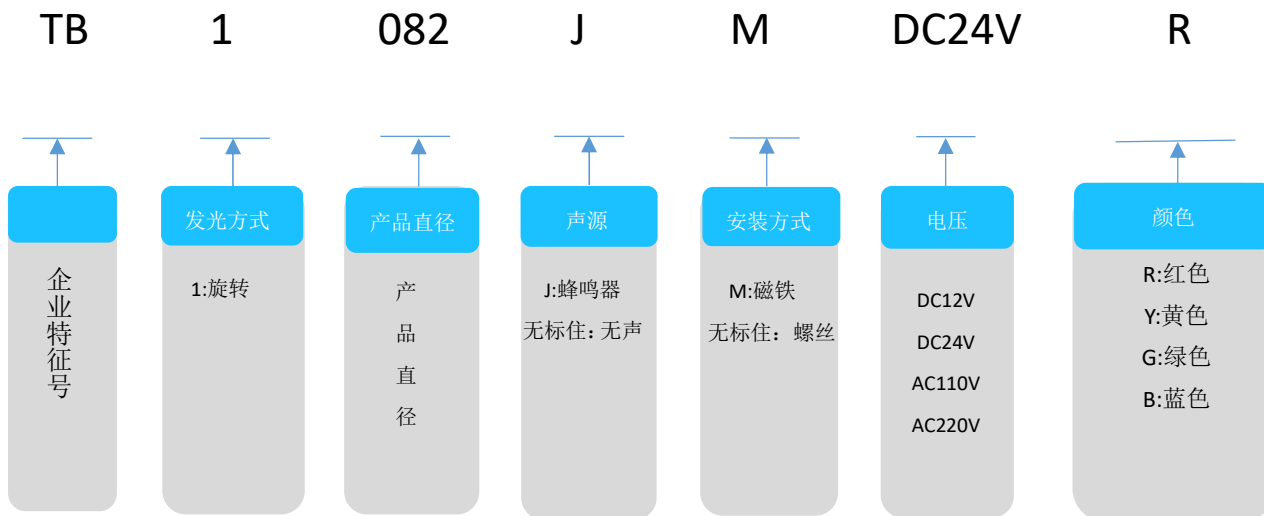 TB 1 082 J M DC24V R
发光方式 产品直径 声源 安装方式 电压 颜色
企业特征号
1:旋转
产品直径
J:蜂鸣器
无标住：无声
M:磁铁
无标住：螺丝
DC12V
DC24V
AC110V
AC220V
R:红色
Y:黄色
G:绿色
B:蓝色